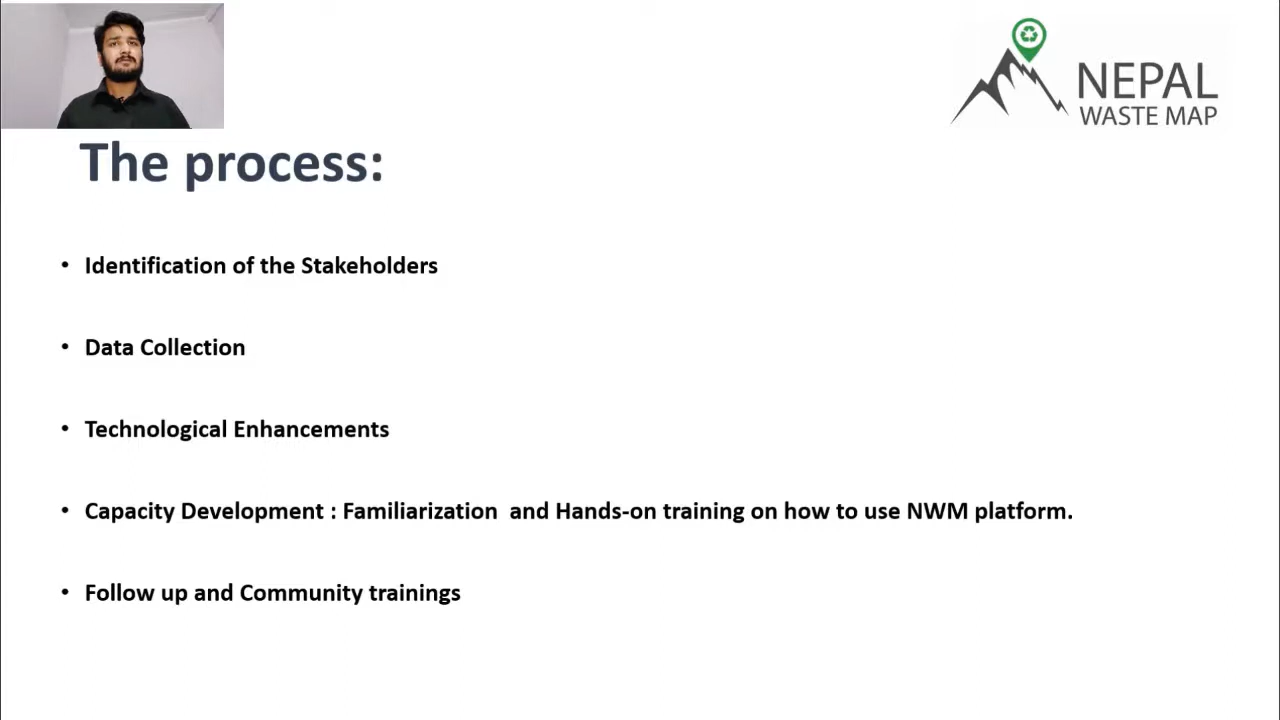 NEPAL
WASTE MAP
The process:
• Identification of the Stakeholders
• Data Collection
• Technological Enhancements
• Capacity Development : Familiarization  and Hands-on training on how to use NWM platform.
• Follow up and Community trainings